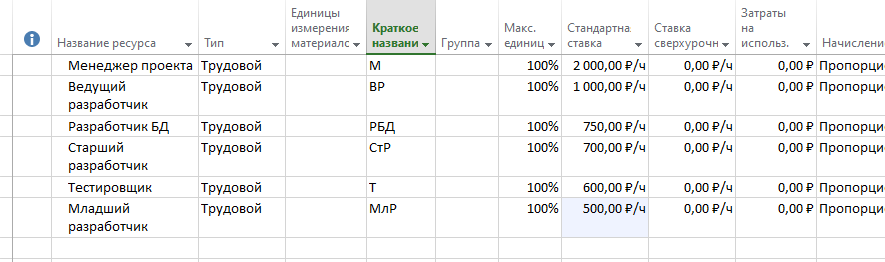 Название ресурса Тип Единицы измерения материало Краткое названи Группа Макс. единиц Стандартна ставка Ставка сверхурочн Затраты на использ. Начислени
Менеджер проекта Трудовой М 100% 2 000,00 ₽/ч 0,00 ₽/ч 0,00 ₽ Пропорци
Ведущий Трудовой ВР 100% 1 000,00 ₽/ч 0,00 ₽/ч 0,00 ₽ Пропорци
разработчик
Разработчик БД Трудовой РБД 100% 750,00 ₽/ч 0,00 ₽/ч 0,00 ₽ Пропорци
Старший Трудовой СтР 100% 700,00 ₽/ч 0,00 ₽/ч 0,00 ₽ Пропорци
разработчик
Тестировщик Трудовой Т 100% 600,00 ₽/ч 0,00 ₽/ч 0,00 ₽ Пропорци
Младший Трудовой МлР 100% 500,00 ₽/ч 0,00 ₽/ч 0,00 ₽ Пропорци
разработчик